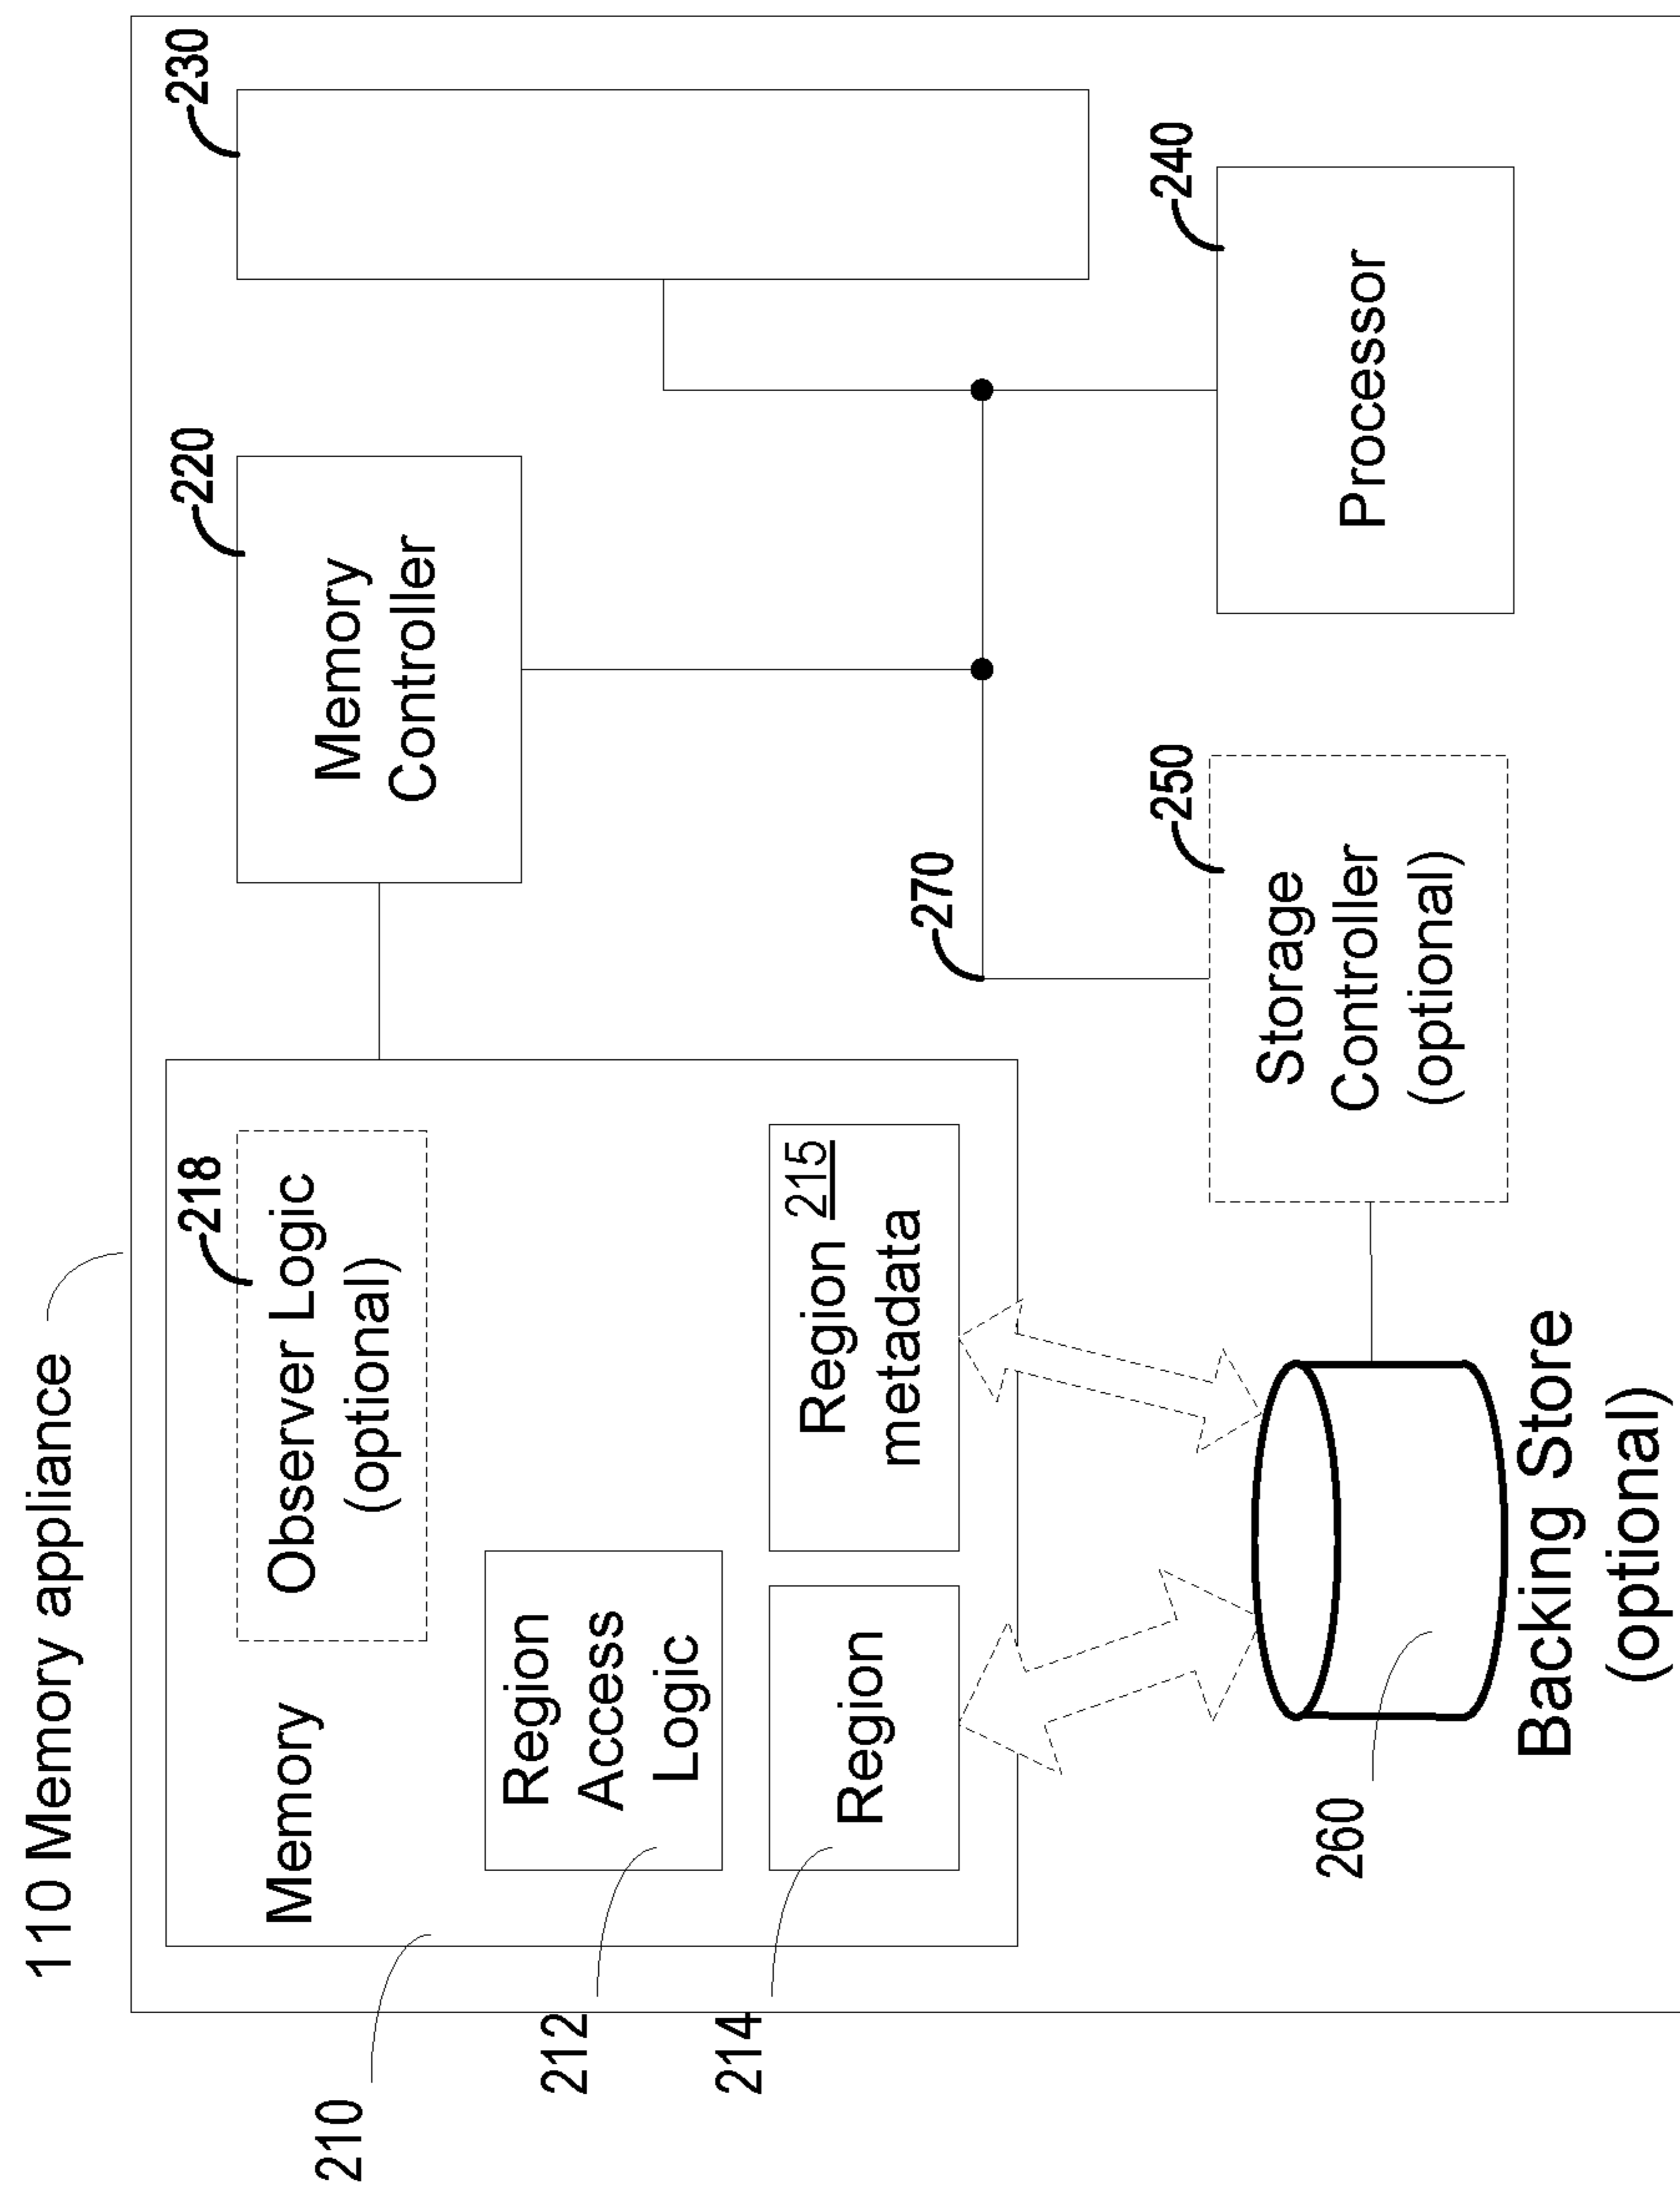 110 Memory appliance
210
Memory
218
Observer Logic
(optional)
220
Memory
Controller
230
212
Region
Access
Logic
214
Region
Region 215
metadata
270
260
Backing Store
(optional)
250
Storage
Controller
(optional)
240
Processor